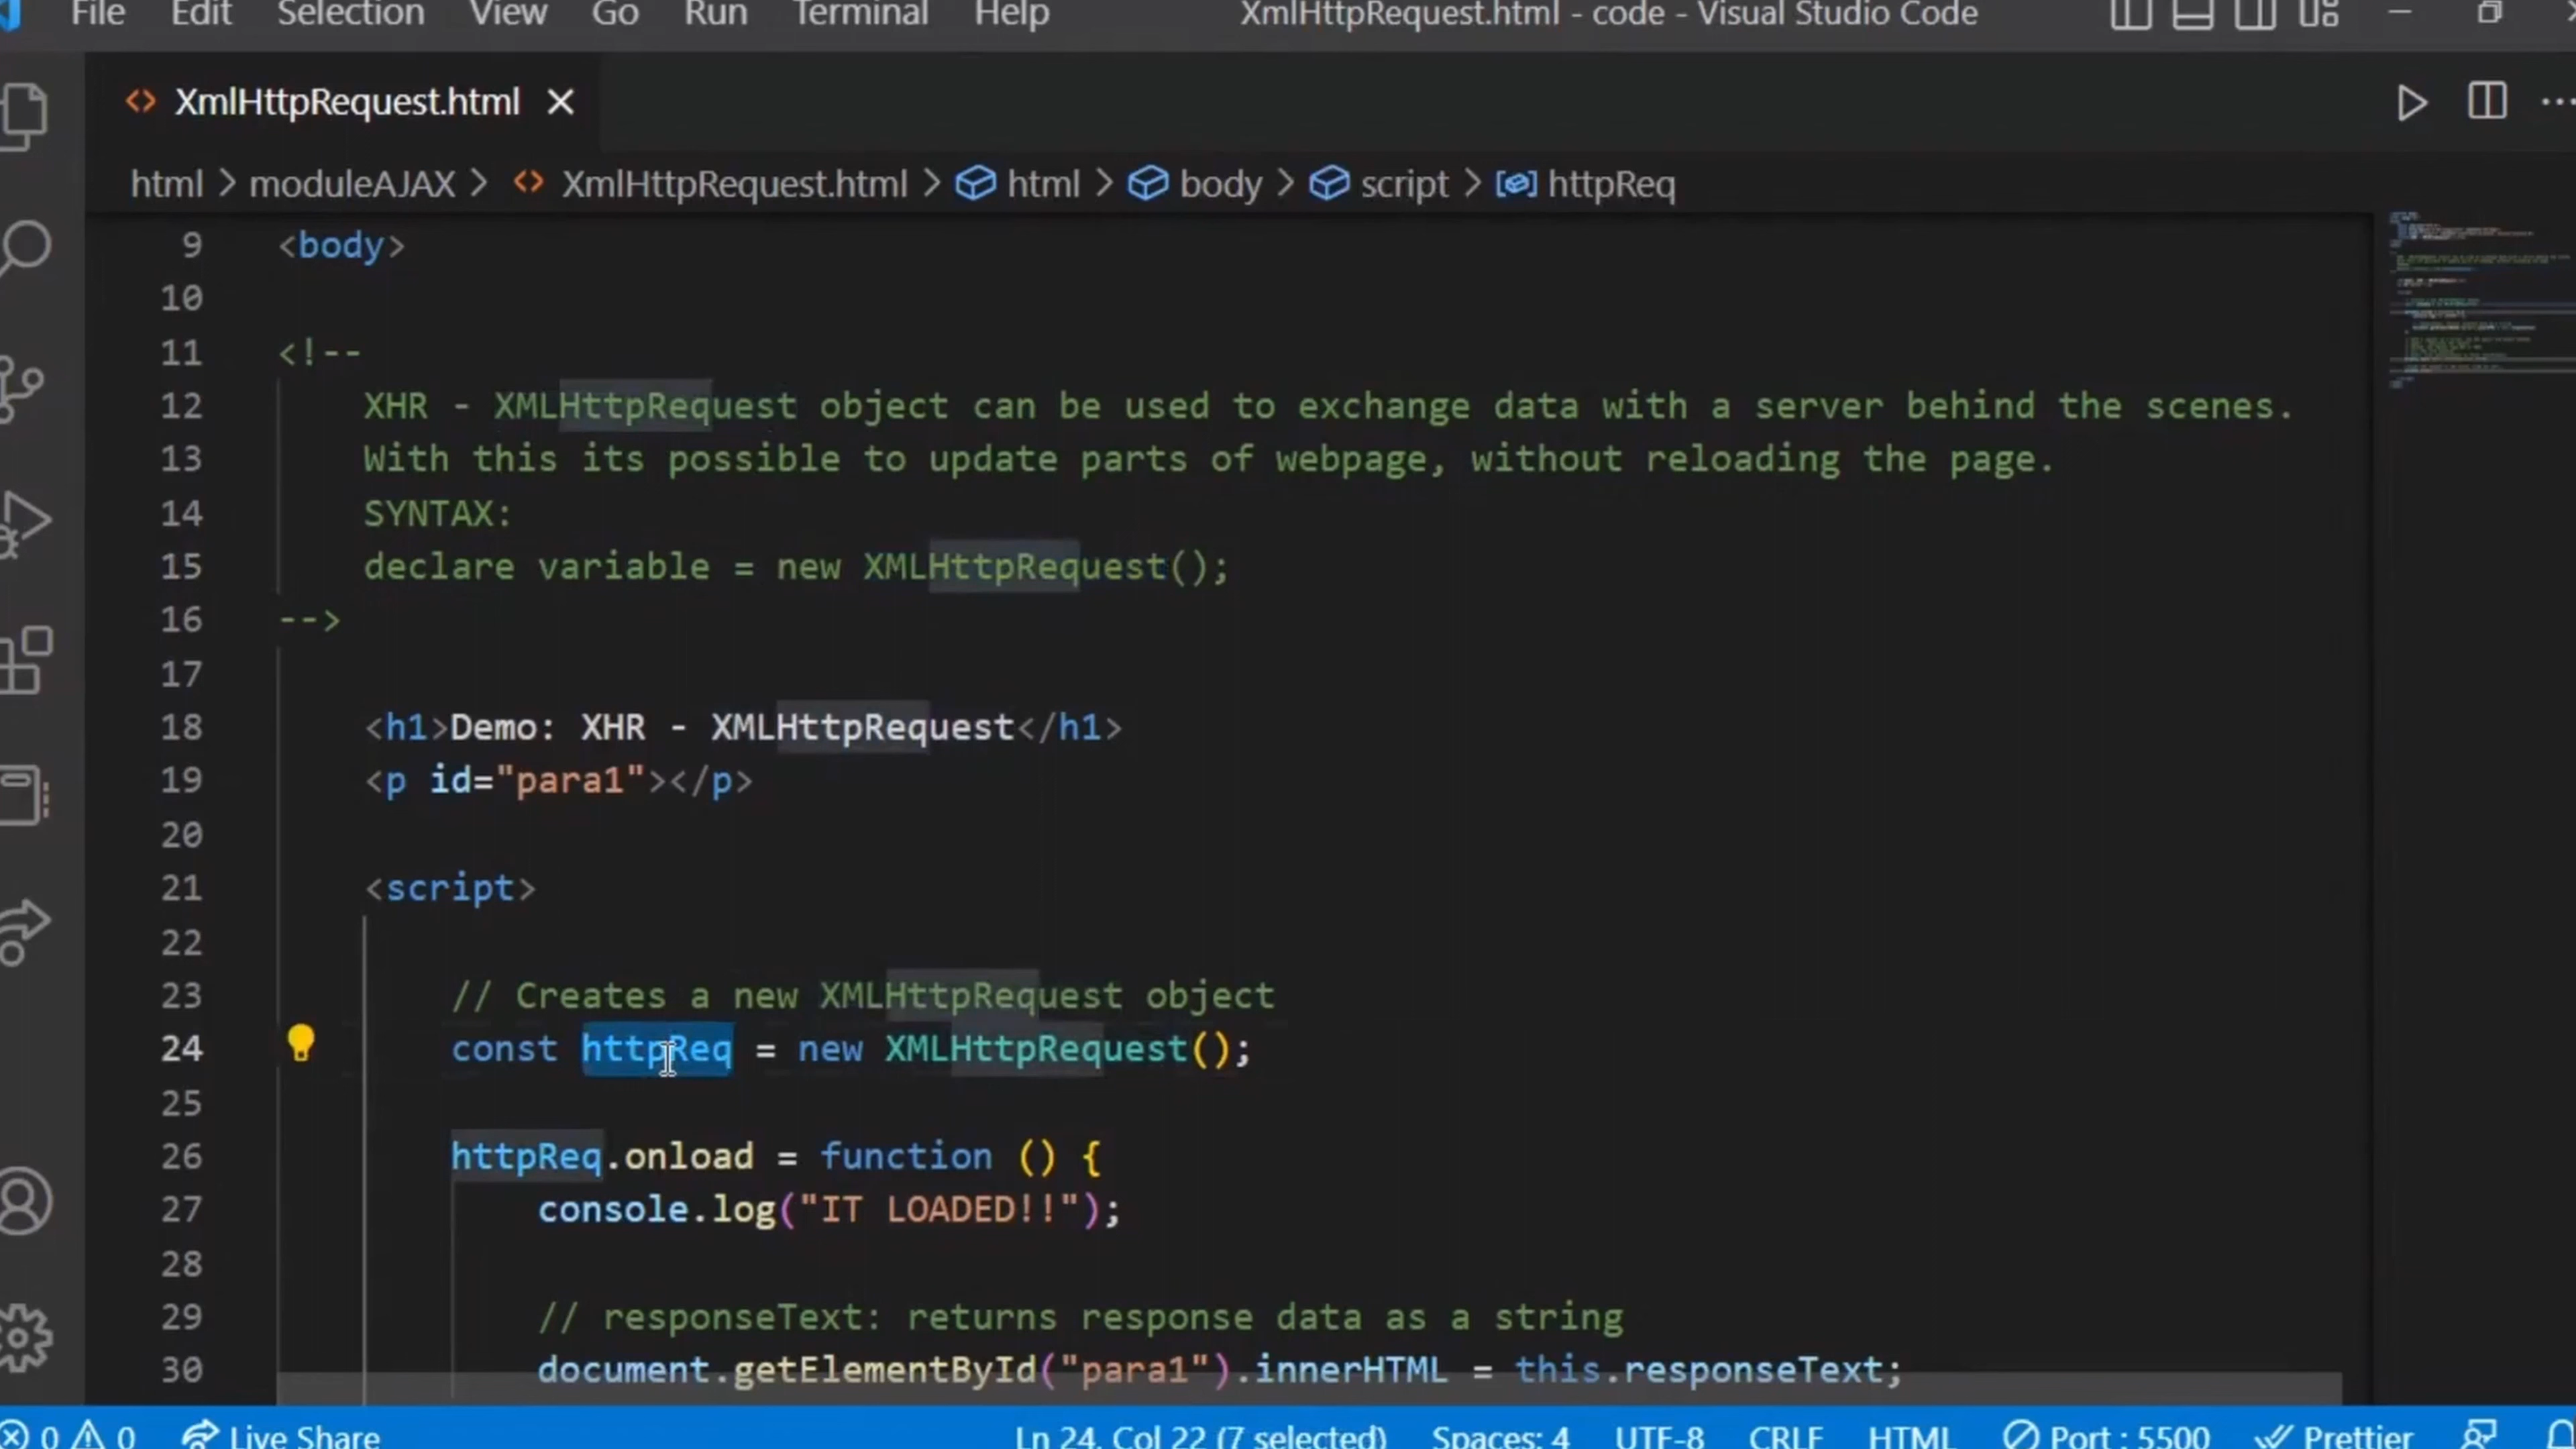 File Edit Selection View Go Run Terminal Help XmlHttpRequest.html - code - Visual Studio Code
XmlHttpRequest.html
html > moduleAJAX > XmlHttpRequest.html > html > body > script > httpReq
9 <body>
10
11 <!--
12 XHR - XMLHttpRequest object can be used to exchange data with a server behind the scenes.
13 With this its possible to update parts of webpage, without reloading the page.
14 SYNTAX:
15 declare variable = new XMLHttpRequest();
16 -->
17
18 <h1>Demo: XHR - XMLHttpRequest</h1>
19 <p id="para1"></p>
20
21 <script>
22
23 // Creates a new XMLHttpRequest object
24 const httpReq = new XMLHttpRequest();
25
26 httpReq.onload = function () {
27 console.log("IT LOADED!!");
28
29 // responseText: returns response data as a string
30 document.getElementById("para1").innerHTML = this.responseText;
0 0 Live Share Ln 24, Col 22 (7 selected) Spaces: 4 UTF-8 CRLF HTML Port : 5500 Prettier